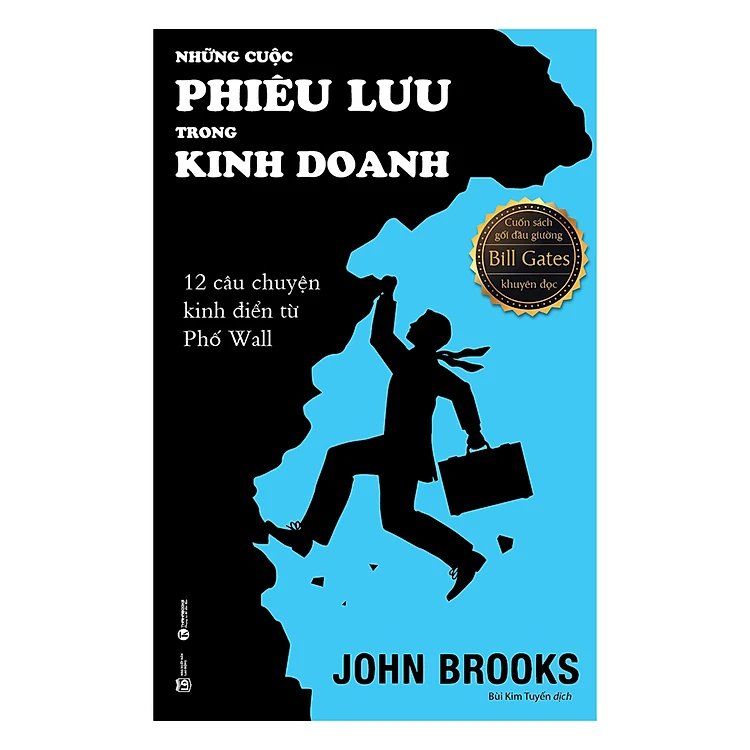 NHỮNG CUỘC
PHIÊU LƯU
TRONG
KINH DOANH
Cuốn sách
gối đầu giường
Bill Gates
khuyên đọc
12 câu chuyện
kinh điển từ
Phố Wall
THAIHABOOKS
JOHN BROOKS
Bùi Kim Tuyến dịch